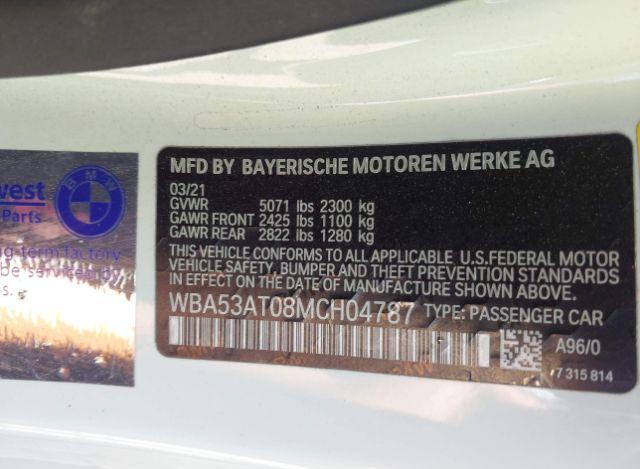 MFD BY BAYERISCHE MOTOREN WERKE AG
03/21
GVWR 5071 lbs 2300 kg
GAWR FRONT 2425 lbs 1100 kg
GAWR REAR 2822 lbs 1280 kg
THIS VEHICLE CONFORMS TO ALL APPLICABLE U.S.FEDERAL MOTOR
VEHICLE SAFETY, BUMPER AND THEFT PREVENTION STANDARDS
IN EFFECT ON THE DATE OF MANUFACTURE SHOWN ABOVE.
WBA53AT08MCH04787 TYPE: PASSENGER CAR
A96/0
7 315 814
west
Parts
BMW
factory
be
s.